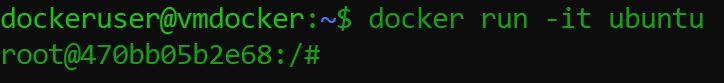 dockeruser@vmdocker:~$ docker run -it ubuntu
root@470bb05b2e68:/#